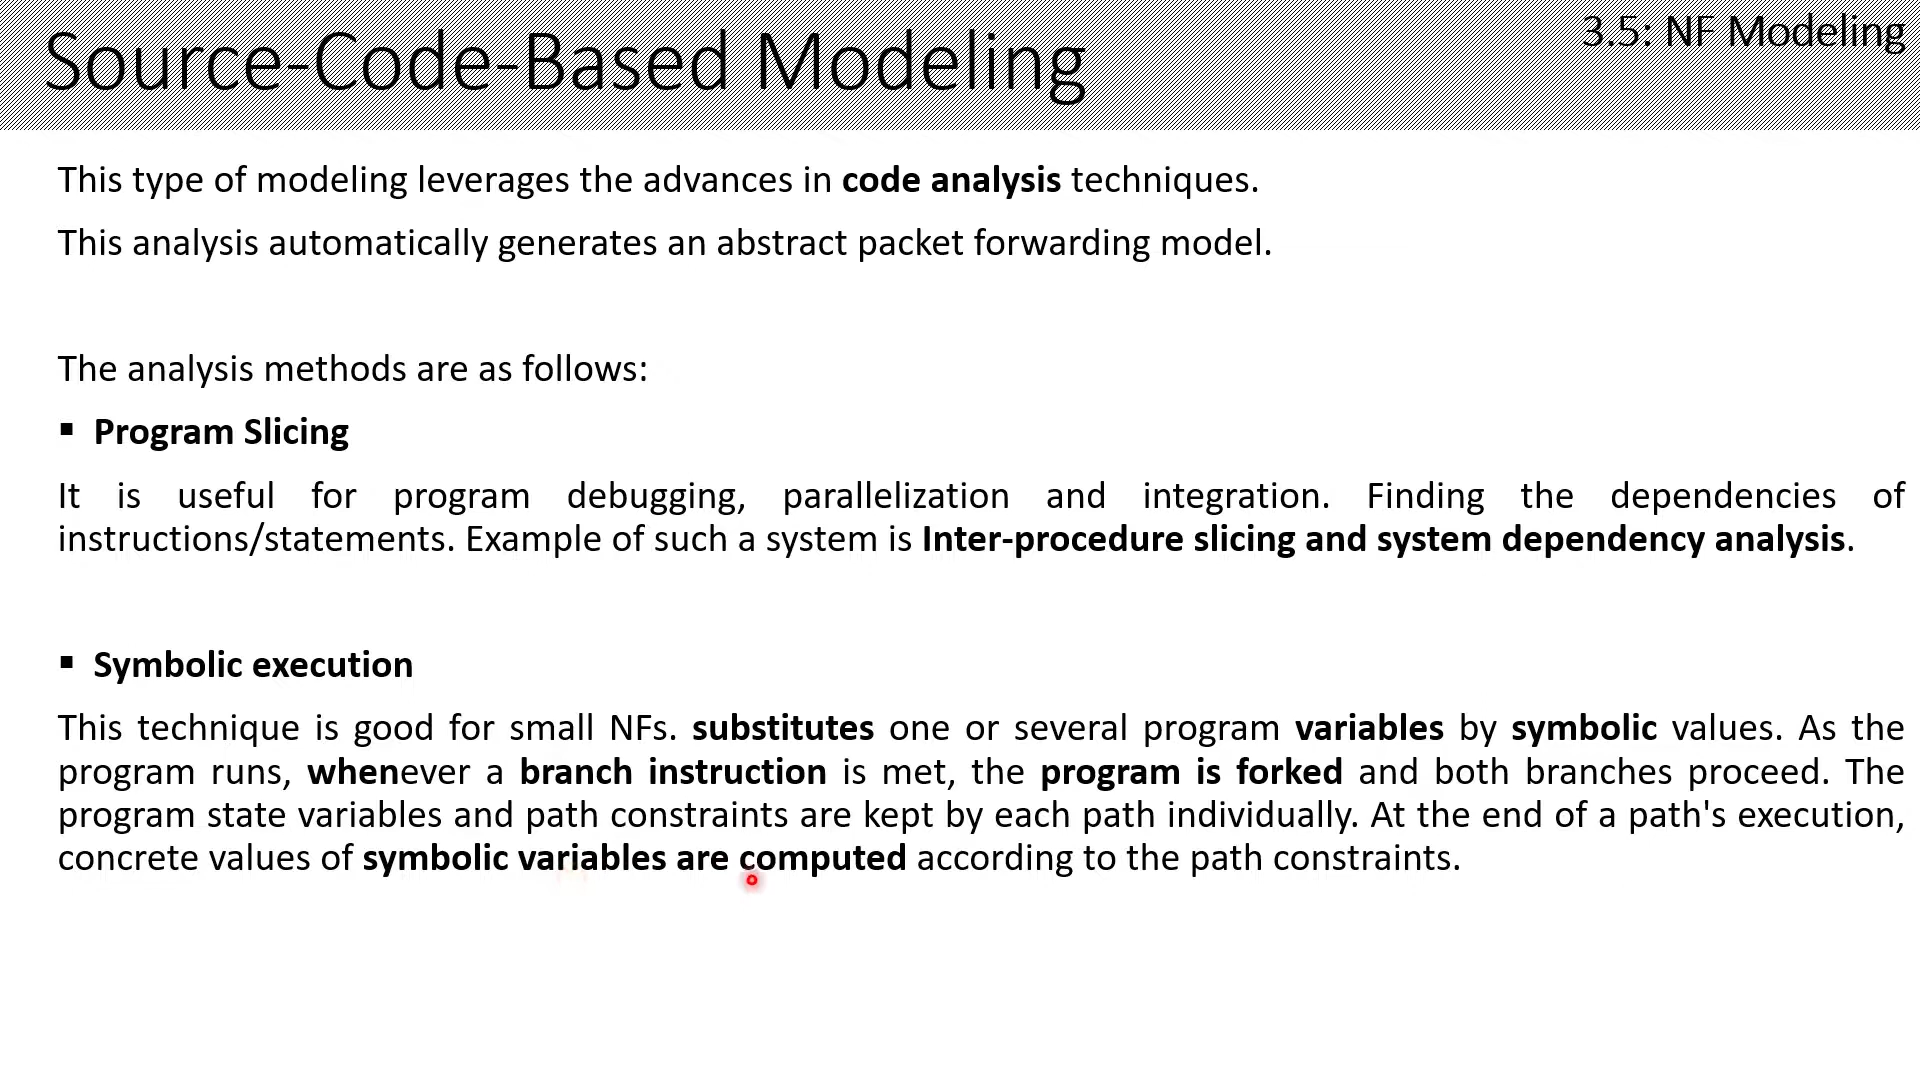 Source-Code-Based Modeling
3.5: NF Modeling
This type of modeling leverages the advances in code analysis techniques.
This analysis automatically generates an abstract packet forwarding model.
The analysis methods are as follows:
▪ Program Slicing
It is useful for program debugging, parallelization and integration. Finding the dependencies of
instructions/statements. Example of such a system is Inter-procedure slicing and system dependency analysis.
▪ Symbolic execution
This technique is good for small NFs. substitutes one or several program variables by symbolic values. As the
program runs, whenever a branch instruction is met, the program is forked and both branches proceed. The
program state variables and path constraints are kept by each path individually. At the end of a path's execution,
concrete values of symbolic variables are computed according to the path constraints.